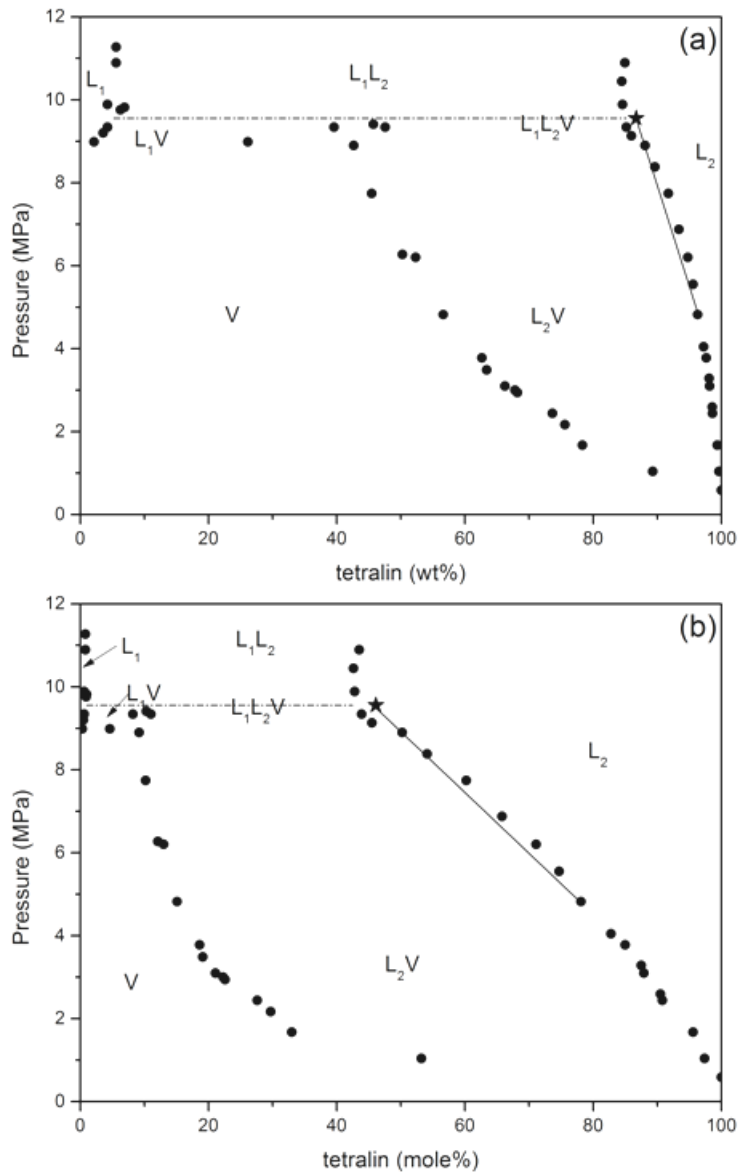 (a)
12
L₁
L₁L₂
10
L₁V
L₁L₂V
L₂
8
6
V
L₂V
4
2
0
0 20 40 60 80 100
Pressure (MPa)
tetralin (wt%)
(b)
12
L₁
L₁L₂
10
L₁V
L₁L₂V
L₂
8
6
4
V
L₂V
2
0
0 20 40 60 80 100
Pressure (MPa)
tetralin (mole%)